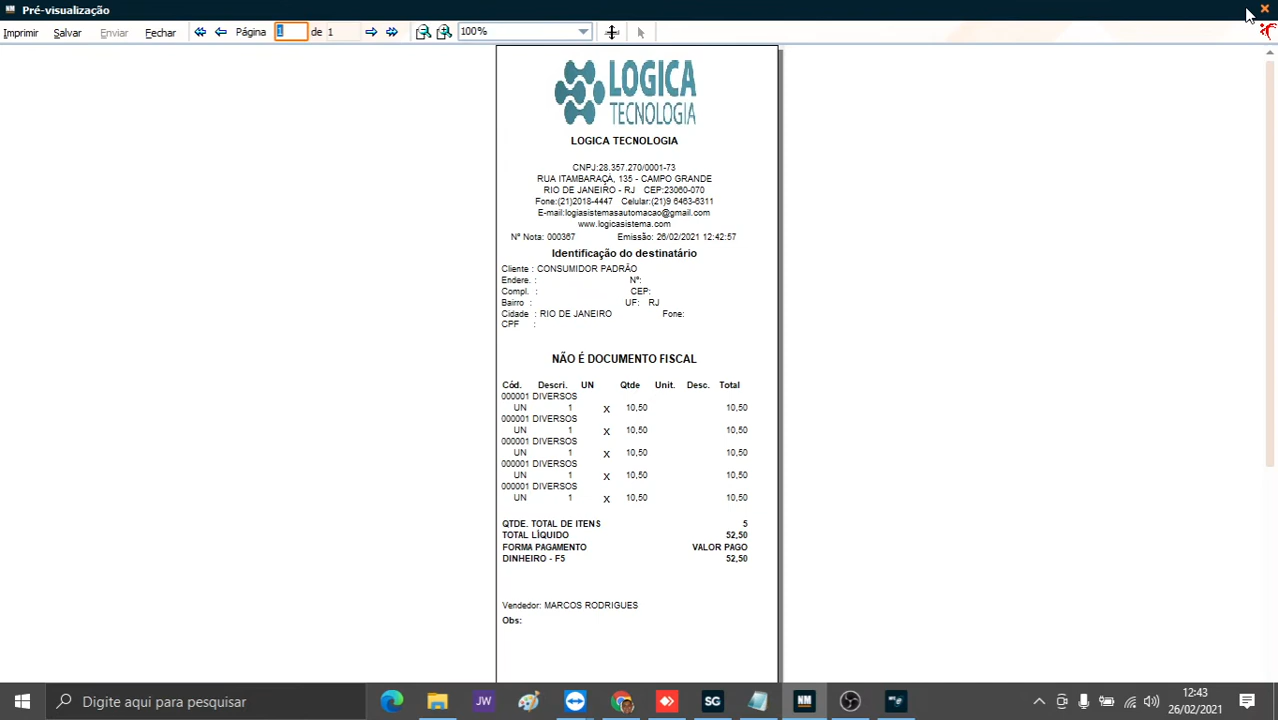 Pré-visualização
Imprimir Salvar Enviar Fechar Página 1 de 1 100%
LOGICA
TECNOLOGIA
LOGICA TECNOLOGIA
CNPJ:28.357.270/0001-73
RUA ITAMBARAÇÁ, 135 - CAMPO GRANDE
RIO DE JANEIRO - RJ CEP:23060-070
Fone:(21)2018-4447 Celular:(21)9 6463-6311
E-mail:logiasistemasautomacao@gmail.com
www.logicasistema.com
Nº Nota: 000367 Emissão: 26/02/2021 12:42:57
Identificação do destinatário
Cliente : CONSUMIDOR PADRÃO
Endere. : Nº:
Compl. : CEP:
Bairro : UF: RJ
Cidade : RIO DE JANEIRO Fone:
CPF :
NÃO É DOCUMENTO FISCAL
Cód. Descri. UN Qtde Unit. Desc. Total
000001 DIVERSOS
UN 1 X 10,50 10,50
000001 DIVERSOS
UN 1 X 10,50 10,50
000001 DIVERSOS
UN 1 X 10,50 10,50
000001 DIVERSOS
UN 1 X 10,50 10,50
000001 DIVERSOS
UN 1 X 10,50 10,50
QTDE. TOTAL DE ITENS 5
TOTAL LÍQUIDO 52,50
FORMA PAGAMENTO VALOR PAGO
DINHEIRO - F5 52,50
Vendedor: MARCOS RODRIGUES
Obs:
Digite aqui para pesquisar
JW
SG
NM
12:43
26/02/2021